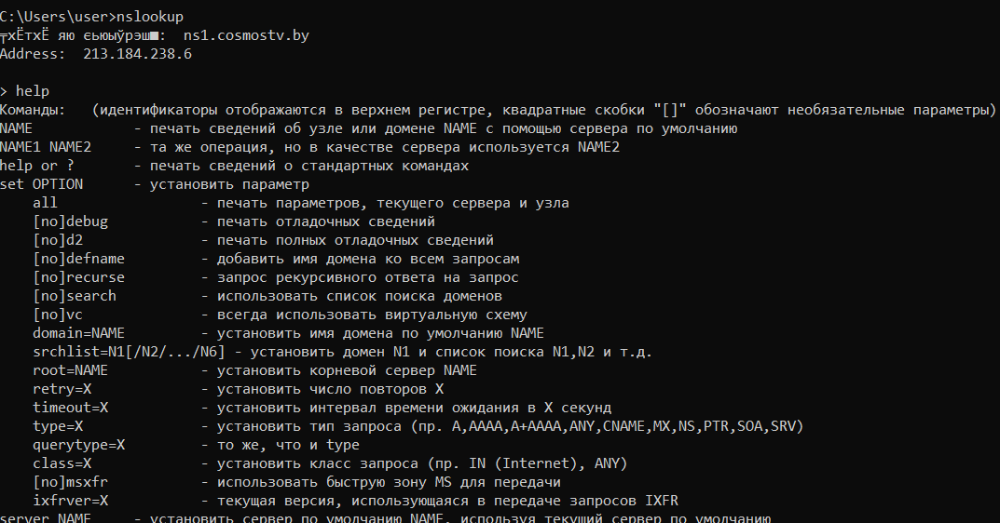 C:\Users\user>nslookup
╤хЁтхЁ яю єьюыўрэш■:  ns1.cosmostv.by
Address:  213.184.238.6
> help
Команды:   (идентификаторы отображаются в верхнем регистре, квадратные скобки "[]" обозначают необязательные параметры)
NAME            - печать сведений об узле или домене NAME с помощью сервера по умолчанию
NAME1 NAME2     - та же операция, но в качестве сервера используется NAME2
help or ?       - печать сведений о стандартных командах
set OPTION      - установить параметр
    all                 - печать параметров, текущего сервера и узла
    [no]debug           - печать отладочных сведений
    [no]d2              - печать полных отладочных сведений
    [no]defname         - добавить имя домена ко всем запросам
    [no]recurse         - запрос рекурсивного ответа на запрос
    [no]search          - использовать список поиска доменов
    [no]vc              - всегда использовать виртуальную схему
    domain=NAME         - установить имя домена по умолчанию NAME
    srchlist=N1[/N2/.../N6] - установить домен N1 и список поиска N1,N2 и т.д.
    root=NAME           - установить корневой сервер NAME
    retry=X             - установить число повторов X
    timeout=X           - установить интервал времени ожидания в X секунд
    type=X              - установить тип запроса (пр. A,AAAA,A+AAAA,ANY,CNAME,MX,NS,PTR,SOA,SRV)
    querytype=X         - то же, что и type
    class=X             - установить класс запроса (пр. IN (Internet), ANY)
    [no]msxfr           - использовать быструю зону MS для передачи
    ixfrver=X           - текущая версия, использующаяся в передаче запросов IXFR
server NAME     - установить сервер по умолчанию NAME, используя текущий сервер по умолчанию